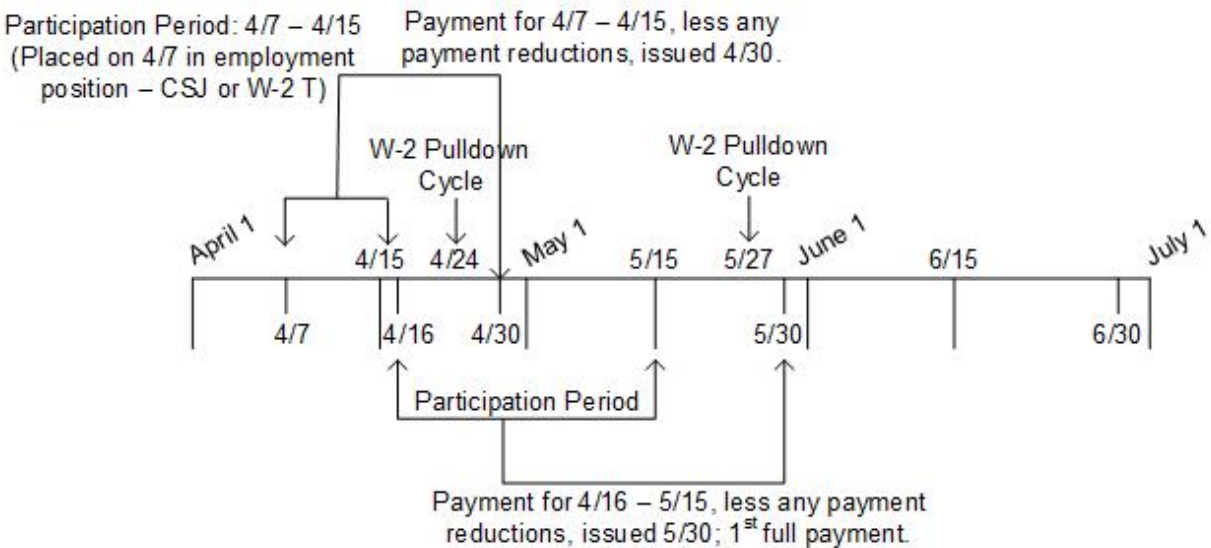 Participation Period: 4/7 – 4/15
(Placed on 4/7 in employment
position – CSJ or W-2 T)
Payment for 4/7 – 4/15, less any
payment reductions, issued 4/30.
W-2 Pulldown
Cycle
W-2 Pulldown
Cycle
April 1
4/15
4/24
May 1
5/15
5/27
June 1
6/15
July 1
4/7
4/16
4/30
5/30
6/30
Participation Period
Payment for 4/16 – 5/15, less any payment
reductions, issued 5/30; 1st full payment.